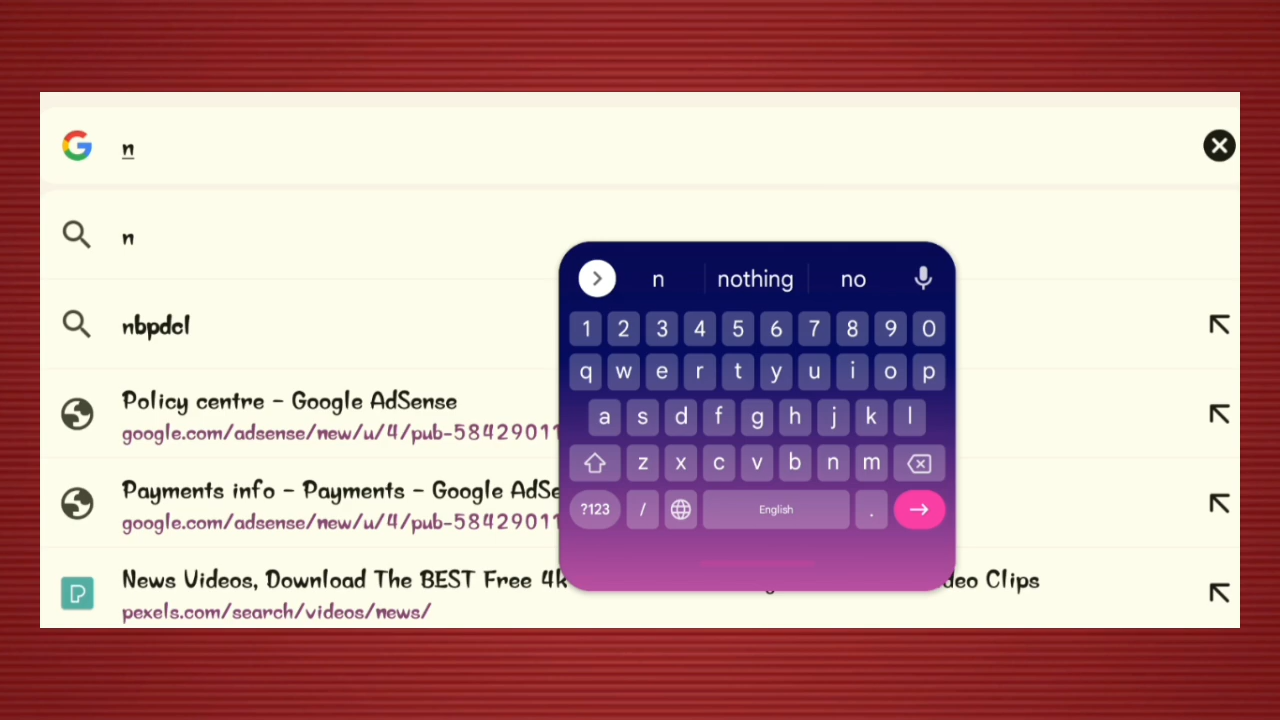 n
n
nbpdcl
Policy centre – Google AdSense
google.com/adsense/new/u/4/pub-58429011
Payments info – Payments – Google AdSe
google.com/adsense/new/u/4/pub-58429011
News Videos, Download The BEST Free 4k
deo Clips
pexels.com/search/videos/news/
n nothing no
1 2 3 4 5 6 7 8 9 0
q w e r t y u i o p
a s d f g h j k l
z x c v b n m
?123 / English .